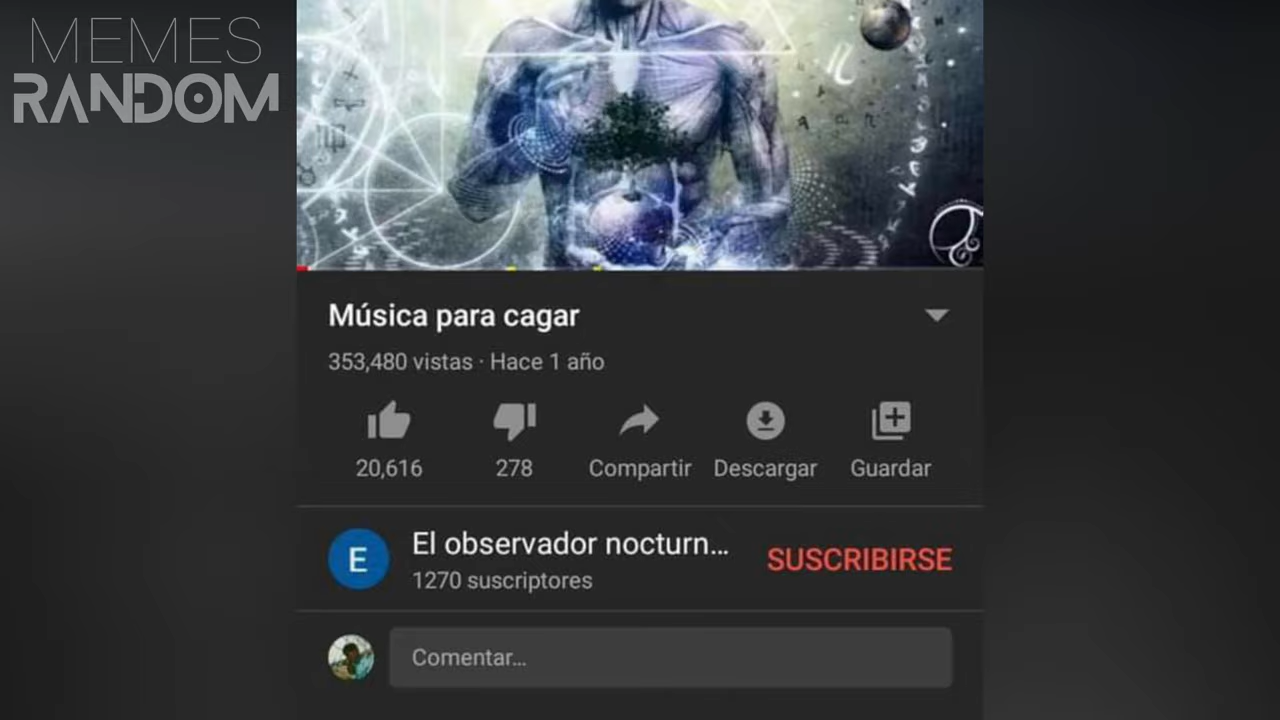 MEMES
RANDOM
Música para cagar
353,480 vistas · Hace 1 año
20,616
278
Compartir
Descargar
Guardar
E
El observador nocturn...
1270 suscriptores
SUSCRIBIRSE
Comentar...